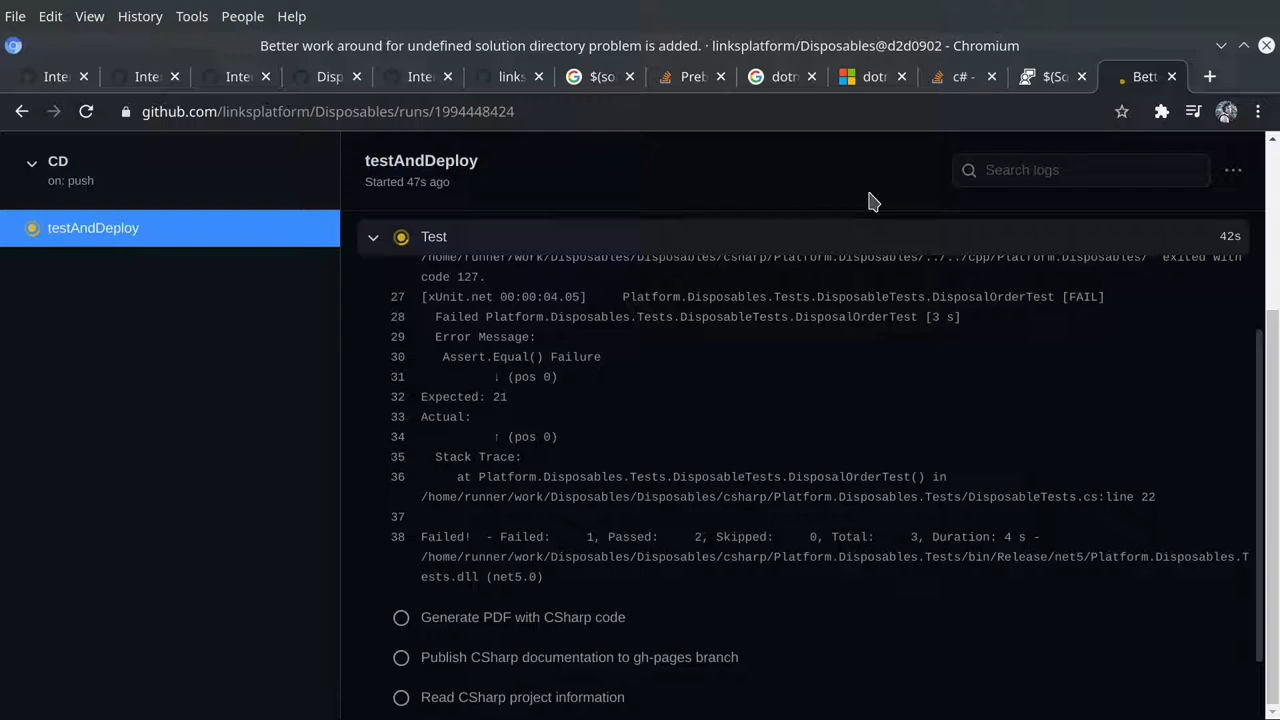 File Edit View History Tools People Help
Better work around for undefined solution directory problem is added. · linksplatform/Disposables@d2d0902 - Chromium
Inte Inte Inte Disp Inte links $(so Preb dotn dotr c# - $(So Bett
github.com/linksplatform/Disposables/runs/1994448424
CD
on: push
testAndDeploy
testAndDeploy
Started 47s ago
Search logs
Test
42s
/home/runner/work/Disposables/Disposables/csharp/Platform.Disposables/../../cpp/Platform.Disposables/" exited with
code 127.
27 [xUnit.net 00:00:04.05]     Platform.Disposables.Tests.DisposableTests.DisposalOrderTest [FAIL]
28   Failed Platform.Disposables.Tests.DisposableTests.DisposalOrderTest [3 s]
29   Error Message:
30    Assert.Equal() Failure
31           ↓ (pos 0)
32 Expected: 21
33 Actual:
34           ↑ (pos 0)
35   Stack Trace:
36      at Platform.Disposables.Tests.DisposableTests.DisposalOrderTest() in
/home/runner/work/Disposables/Disposables/csharp/Platform.Disposables.Tests/DisposableTests.cs:line 22
37
38 Failed!  - Failed:     1, Passed:     2, Skipped:     0, Total:     3, Duration: 4 s -
/home/runner/work/Disposables/Disposables/csharp/Platform.Disposables.Tests/bin/Release/net5/Platform.Disposables.T
ests.dll (net5.0)
Generate PDF with CSharp code
Publish CSharp documentation to gh-pages branch
Read CSharp project information